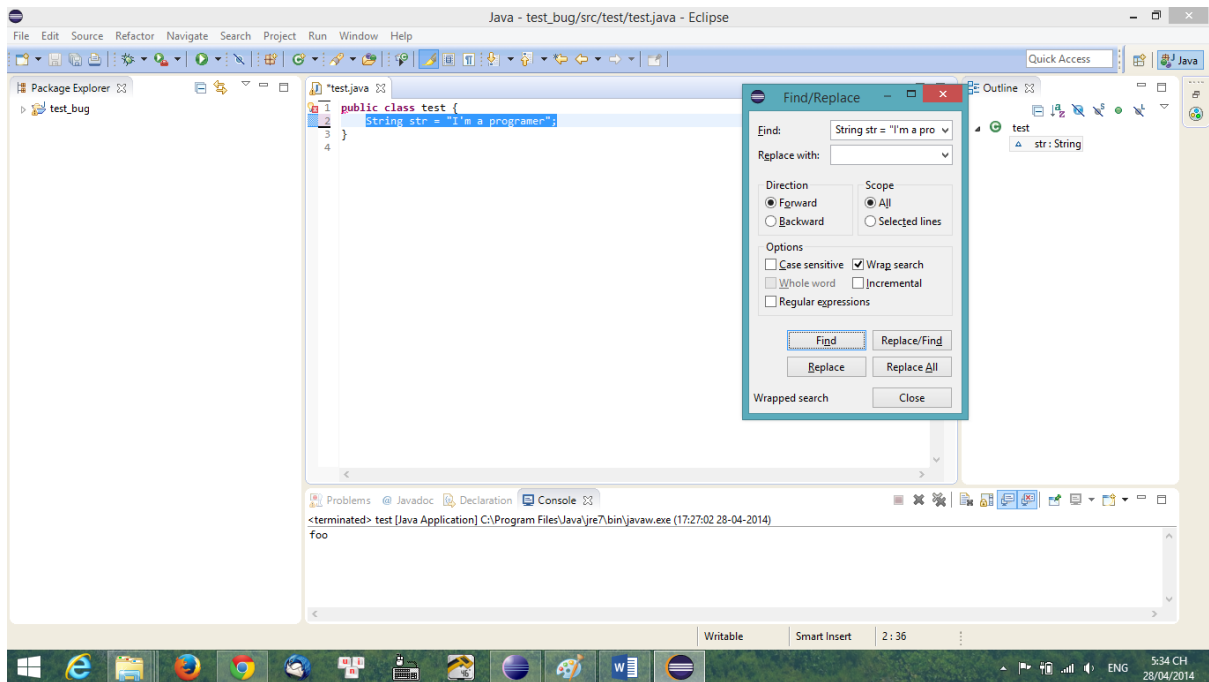 Java - test_bug/src/test/test.java - Eclipse
File Edit Source Refactor Navigate Search Project Run Window Help
Quick Access
Java
Package Explorer
test_bug
*test.java
1 public class test {
2 String str = "I'm a programer";
3 }
4
Find/Replace
Find: String str = "I'm a pro
Replace with:
Direction
Forward
Backward
Scope
All
Selected lines
Options
Case sensitive Wrap search
Whole word Incremental
Regular expressions
Find Replace/Find
Replace Replace All
Wrapped search Close
Outline
test
str : String
Problems @ Javadoc Declaration Console
<terminated> test [Java Application] C:\Program Files\Java\jre7\bin\javaw.exe (17:27:02 28-04-2014)
foo
Writable Smart Insert 2 : 36
ENG
5:34 CH
28/04/2014